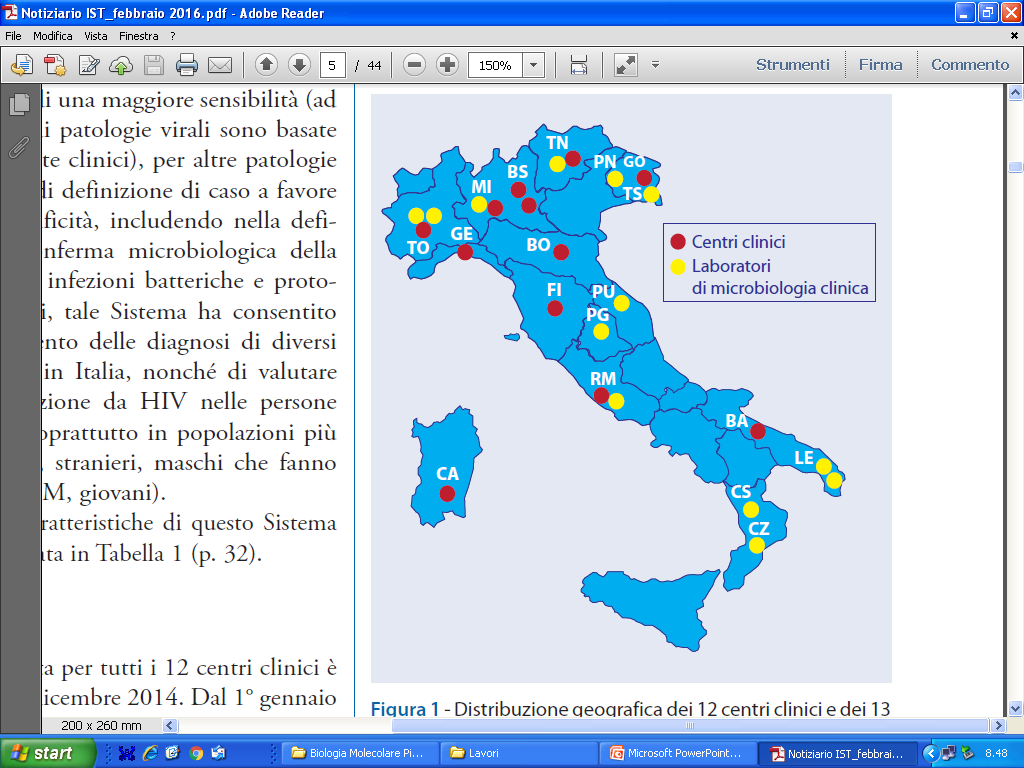 Notiziario IST_febbraio 2016.pdf - Adobe Reader
File Modifica Vista Finestra ?
5 / 44
150%
Strumenti Firma Commento
di una maggiore sensibilità (ad
patologie virali sono basate
clinici), per altre patologie
di definizione di caso a favore
ficità, includendo nella defi-
nferma microbiologica della
infezioni batteriche e proto-
i, tale Sistema ha consentito
nto delle diagnosi di diversi
in Italia, nonché di valutare
zione da HIV nelle persone
oprattutto in popolazioni più
, stranieri, maschi che fanno
M, giovani).
ratteristiche di questo Sistema
ta in Tabella 1 (p. 32).
ta per tutti i 12 centri clinici è
dicembre 2014. Dal 1° gennaio
TN
BS
PN GO
MI
TS
GE
TO
BO
FI
PU
PG
RM
BA
LE
CA
CS
CZ
Centri clinici
Laboratori
di microbiologia clinica
Figura 1 - Distribuzione geografica dei 12 centri clinici e dei 13
200 x 260 mm
start
Biologia Molecolare Pi...
Lavori
Microsoft PowerPoint...
Notiziario IST_febbrai...
8.48